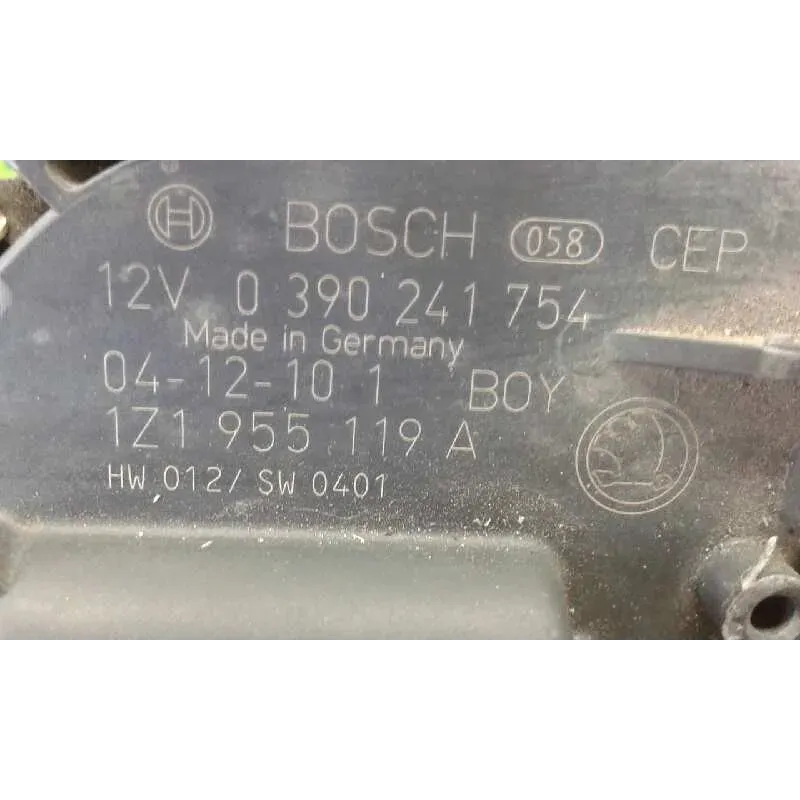 BOSCH 058 CEP
12V 0 390 241 754
Made in Germany
04-12-10 1 BOY
1Z1 955 119 A
HW 012/ SW 0401